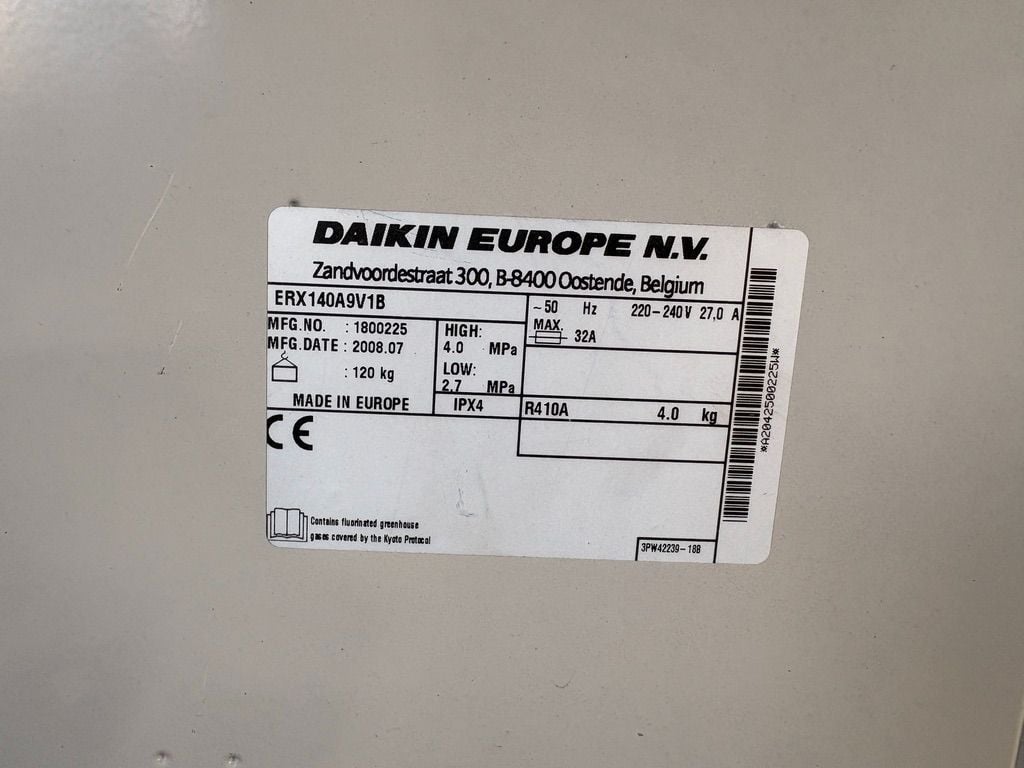 DAIKIN EUROPE N.V.
Zandvoordestraat 300, B-8400 Oostende, Belgium
ERX140A9V1B
MFG.NO. : 1800225
MFG.DATE : 2008.07
: 120 kg
MADE IN EUROPE
HIGH:
4.0 MPa
LOW:
2.7 MPa
IPX4
~50 Hz 220-240V 27,0 A
MAX.
32A
R410A 4.0 kg
CE
Contains fluorinated greenhouse
gases covered by the Kyoto Protocol
3PW42239-18B
*A2042500225W*